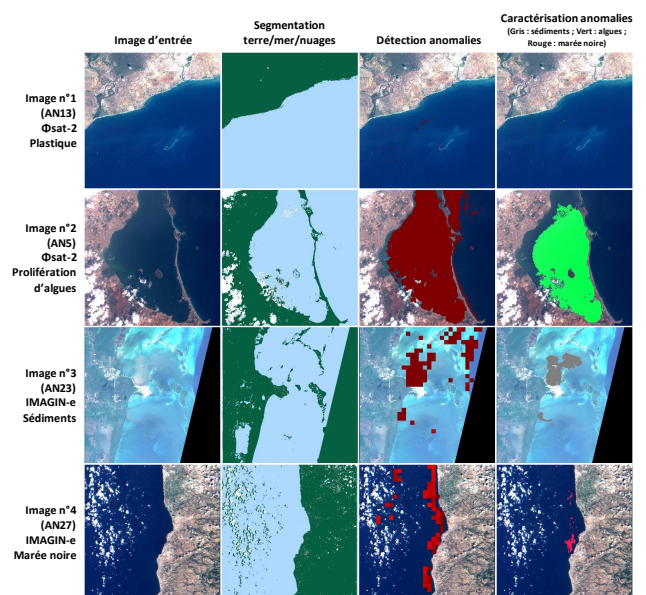 Image d'entrée
Segmentation
terre/mer/nuages
Détection anomalies
Caractérisation anomalies
(Gris : sédiments ; Vert : algues ;
Rouge : marée noire)
Image n°1
(AN13)
Φsat-2
Plastique
Image n°2
(AN5)
Φsat-2
Prolifération
d'algues
Image n°3
(AN23)
IMAGIN-e
Sédiments
Image n°4
(AN27)
IMAGIN-e
Marée noire